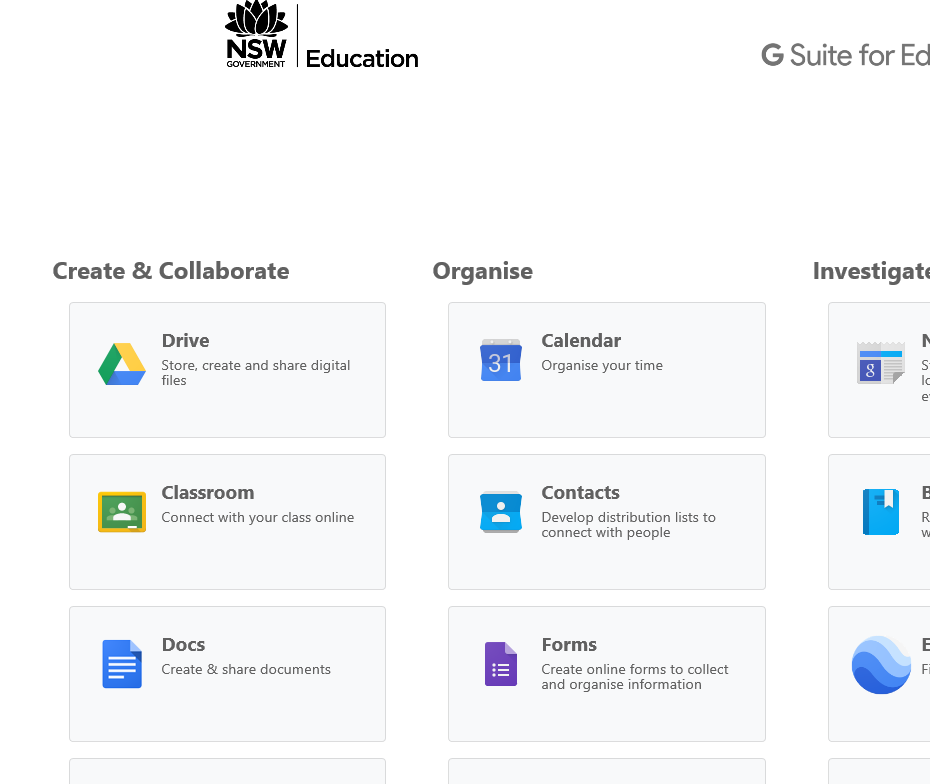 NSW
GOVERNMENT
Education
G Suite for Ed
Create & Collaborate
Organise
Investigate
Drive
Store, create and share digital
files
31
Calendar
Organise your time
8
Classroom
Connect with your class online
Contacts
Develop distribution lists to
connect with people
Docs
Create & share documents
Forms
Create online forms to collect
and organise information